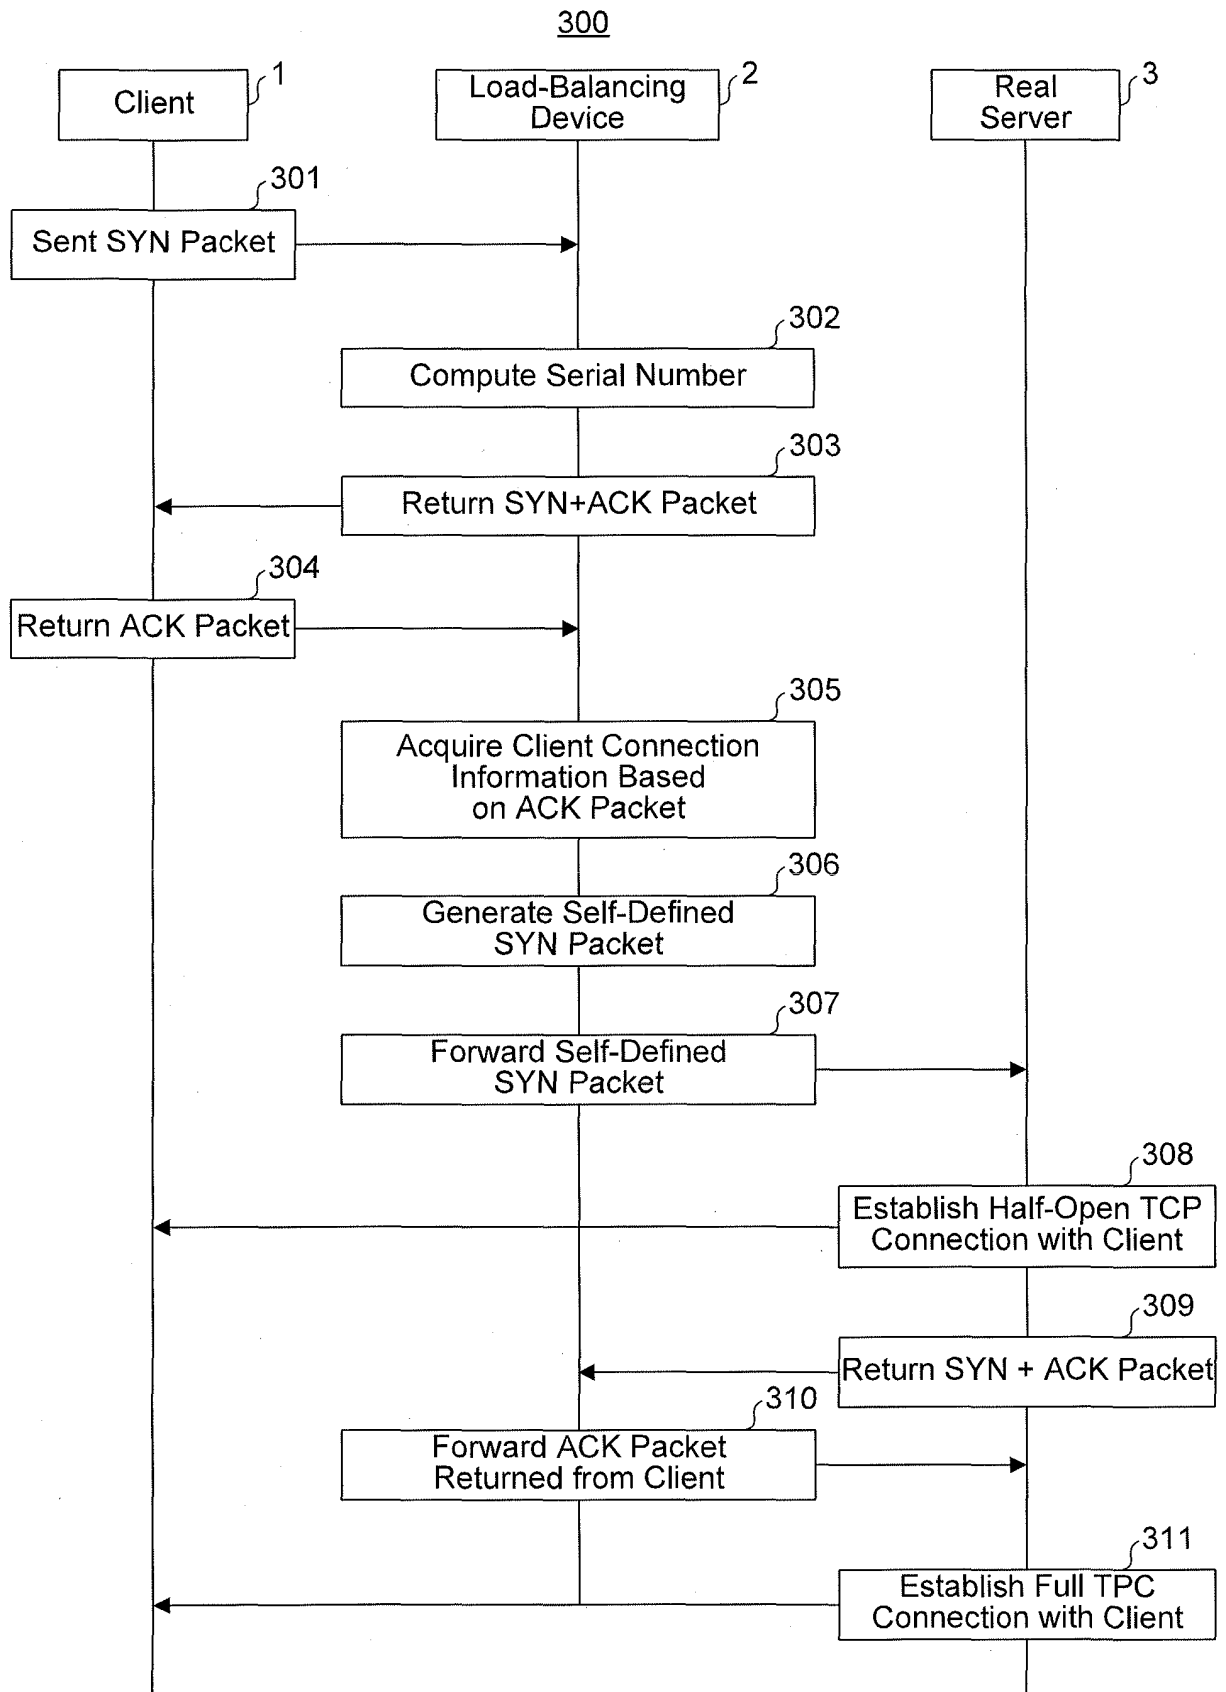 300
1
Client
2
Load-Balancing
Device
3
Real
Server
301
Sent SYN Packet
302
Compute Serial Number
303
Return SYN+ACK Packet
304
Return ACK Packet
305
Acquire Client Connection
Information Based
on ACK Packet
306
Generate Self-Defined
SYN Packet
307
Forward Self-Defined
SYN Packet
308
Establish Half-Open TCP
Connection with Client
309
Return SYN + ACK Packet
310
Forward ACK Packet
Returned from Client
311
Establish Full TPC
Connection with Client